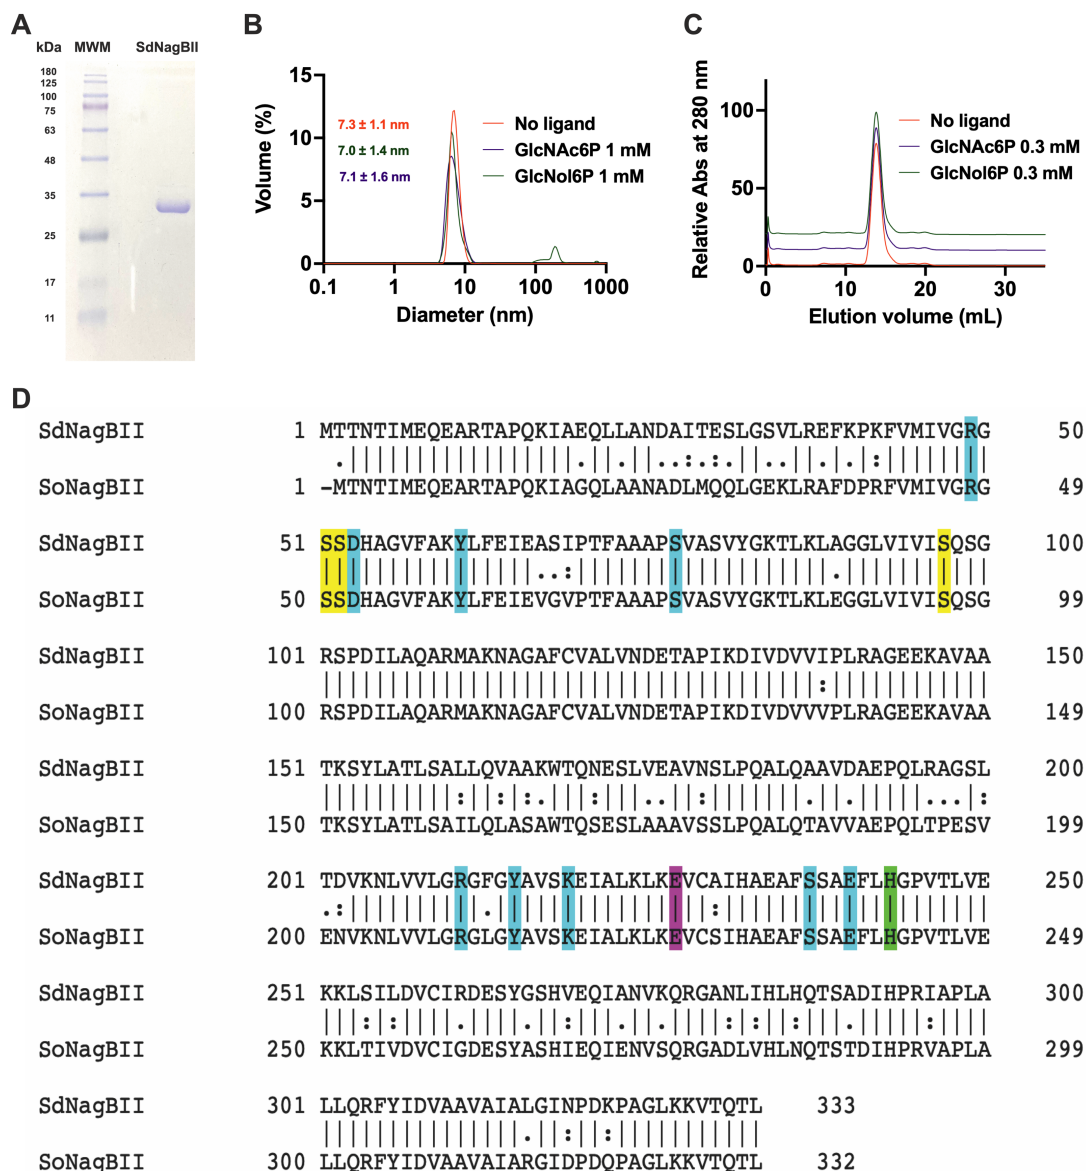 A
kDa MWM SdNagBII
180
125
100
75
63
48
35
25
17
11
B
15
10
5
0
Volume (%)
7.3 ± 1.1 nm
7.0 ± 1.4 nm
7.1 ± 1.6 nm
No ligand
GlcNAc6P 1 mM
GlcNol6P 1 mM
0.1 1 10 100 1000
Diameter (nm)
C
100
50
0
Relative Abs at 280 nm
No ligand
GlcNAc6P 0.3 mM
GlcNol6P 0.3 mM
0 10 20 30
Elution volume (mL)
D
SdNagBII 1 MTTNTIMEQEARTAPQKIAEQLLANDAITESLGSVLREFKPKFVMIVGRG 50
SoNagBII 1 –MTNTIMEQEARTAPQKIAGQLAANADLMQQLGEKLRAFDPRFVMIVGRG 49
SdNagBII 51 SSDHAGVFAKYLFEIEASIPTFAAAPSVASVYGKTLKLAGGLVIVISQSG 100
SoNagBII 50 SSDHAGVFAKYLFEIEVGVPTFAAAPSVASVYGKTLKLEGGLVIVISQSG 99
SdNagBII 101 RSPDILAQARMAKNAGAFCVALVNDETAPIKDIVDVVIPLRAGEEKAVAA 150
SoNagBII 100 RSPDILAQARMAKNAGAFCVALVNDETAPIKDIVDVVVPLRAGEEKAVAA 149
SdNagBII 151 TKSYLATLSALLQVAAKWTQNESLVEAVNSLPQALQAAVDAEPQLRAGSL 200
SoNagBII 150 TKSYLATLSAILQLASAWTQSESLAAAVSSLPQALQTAVVAEPQLTPESV 199
SdNagBII 201 TDVKNLVVLGRGFGYAVSKEIALKLKEVCAIHAEAFSSAEFLHGPVTLVE 250
SoNagBII 200 ENVKNLVVLGRGLGYAVSKEIALKLKEVCSIHAEAFSSAEFLHGPVTLVE 249
SdNagBII 251 KKLSILDVCIRDESYGSHVEQIANVKQRGANLIHLHQTSADIHPRIAPLA 300
SoNagBII 250 KKLTIVDVCIGDESYASHIEQIENVSQRGADLVHLNQTSTDIHPRVAPLA 299
SdNagBII 301 LLQRFYIDVAAVAIALGINPDKPAGLKKVTQTL 333
SoNagBII 300 LLQRFYIDVAAVAIARGIDPDQPAGLKKVTQTL 332